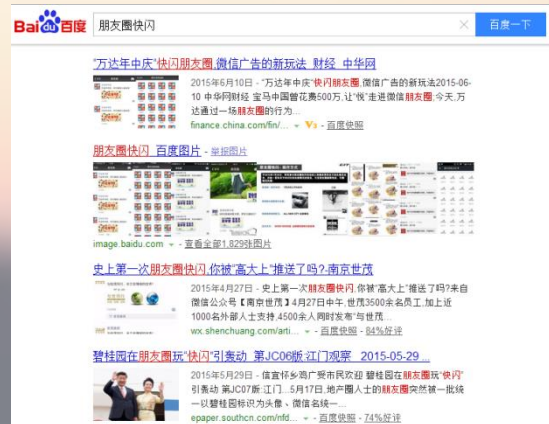 Bai du 百度 朋友圈快闪 × 百度一下
"万达年中庆"快闪朋友圈,微信广告的新玩法_财经_中华网
2015年6月10日 - "万达年中庆"快闪朋友圈,微信广告的新玩法2015-06-
10 中华网财经 宝马中国曾花费500万,让"悦"走进微信朋友圈;今天,万
达通过一场朋友圈的行为...
finance.china.com/fin/... - V3 - 百度快照
朋友圈快闪_百度图片 - 举报图片
image.baidu.com - 查看全部1,829张图片
史上第一次朋友圈快闪,你被"高大上"推送了吗?-南京世茂
2015年4月27日 - 史上第一次朋友圈快闪,你被"高大上"推送了吗?来自
微信公众号【南京世茂】4月27日中午,世茂3500余名员工,加上近
1000名外部人士支持,4500余人同时发布"与世茂...
wx.shenchuang.com/arti... - 百度快照 - 84%好评
碧桂园在朋友圈玩"快闪"引轰动_第JC06版:江门观察_2015-05-29_...
2015年5月29日 - 信宜怀乡鸡广受市民欢迎 碧桂园在朋友圈玩"快闪"
引轰动 第JC07版:江门...5月17日,地产圈人士的朋友圈突然被一批统
一以碧桂园标识为头像、微信名统一...
epaper.southcn.com/nfd... - 百度快照 - 74%好评